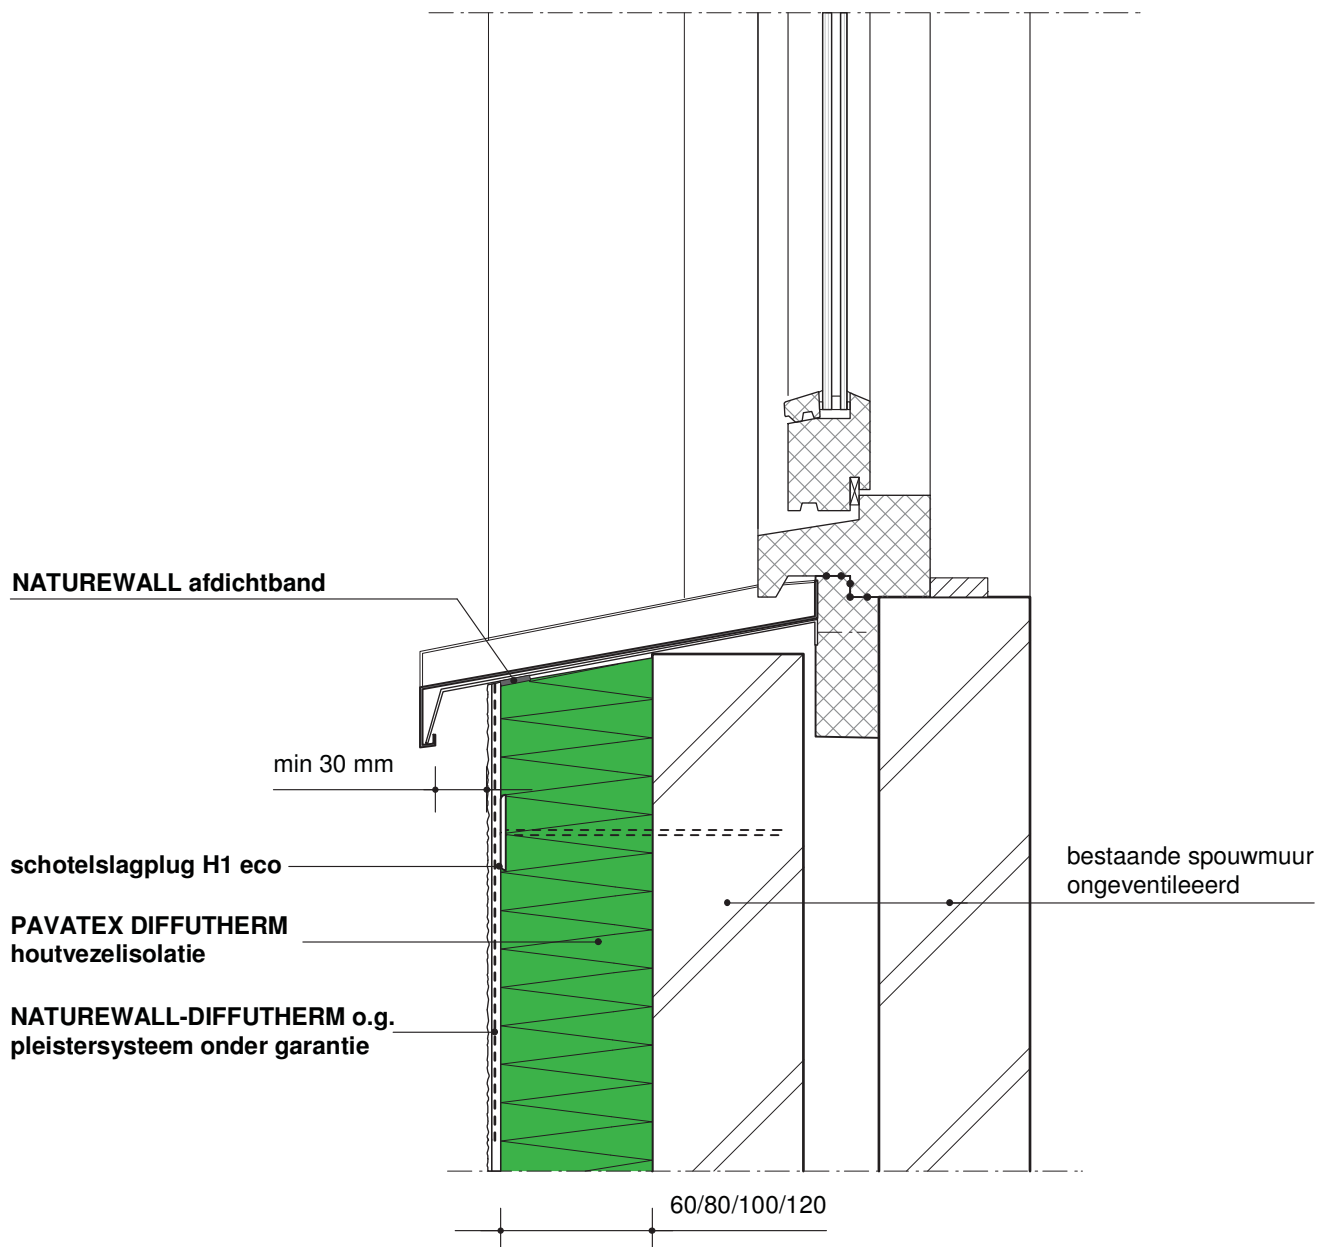 NATUREWALL afdichtband
min 30 mm
schotelslagplug H1 eco
bestaande spouwmuur
ongeventileeerd
PAVATEX DIFFUTHERM
houtvezelisolatie
NATUREWALL-DIFFUTHERM o.g.
pleistersysteem onder garantie
60/80/100/120